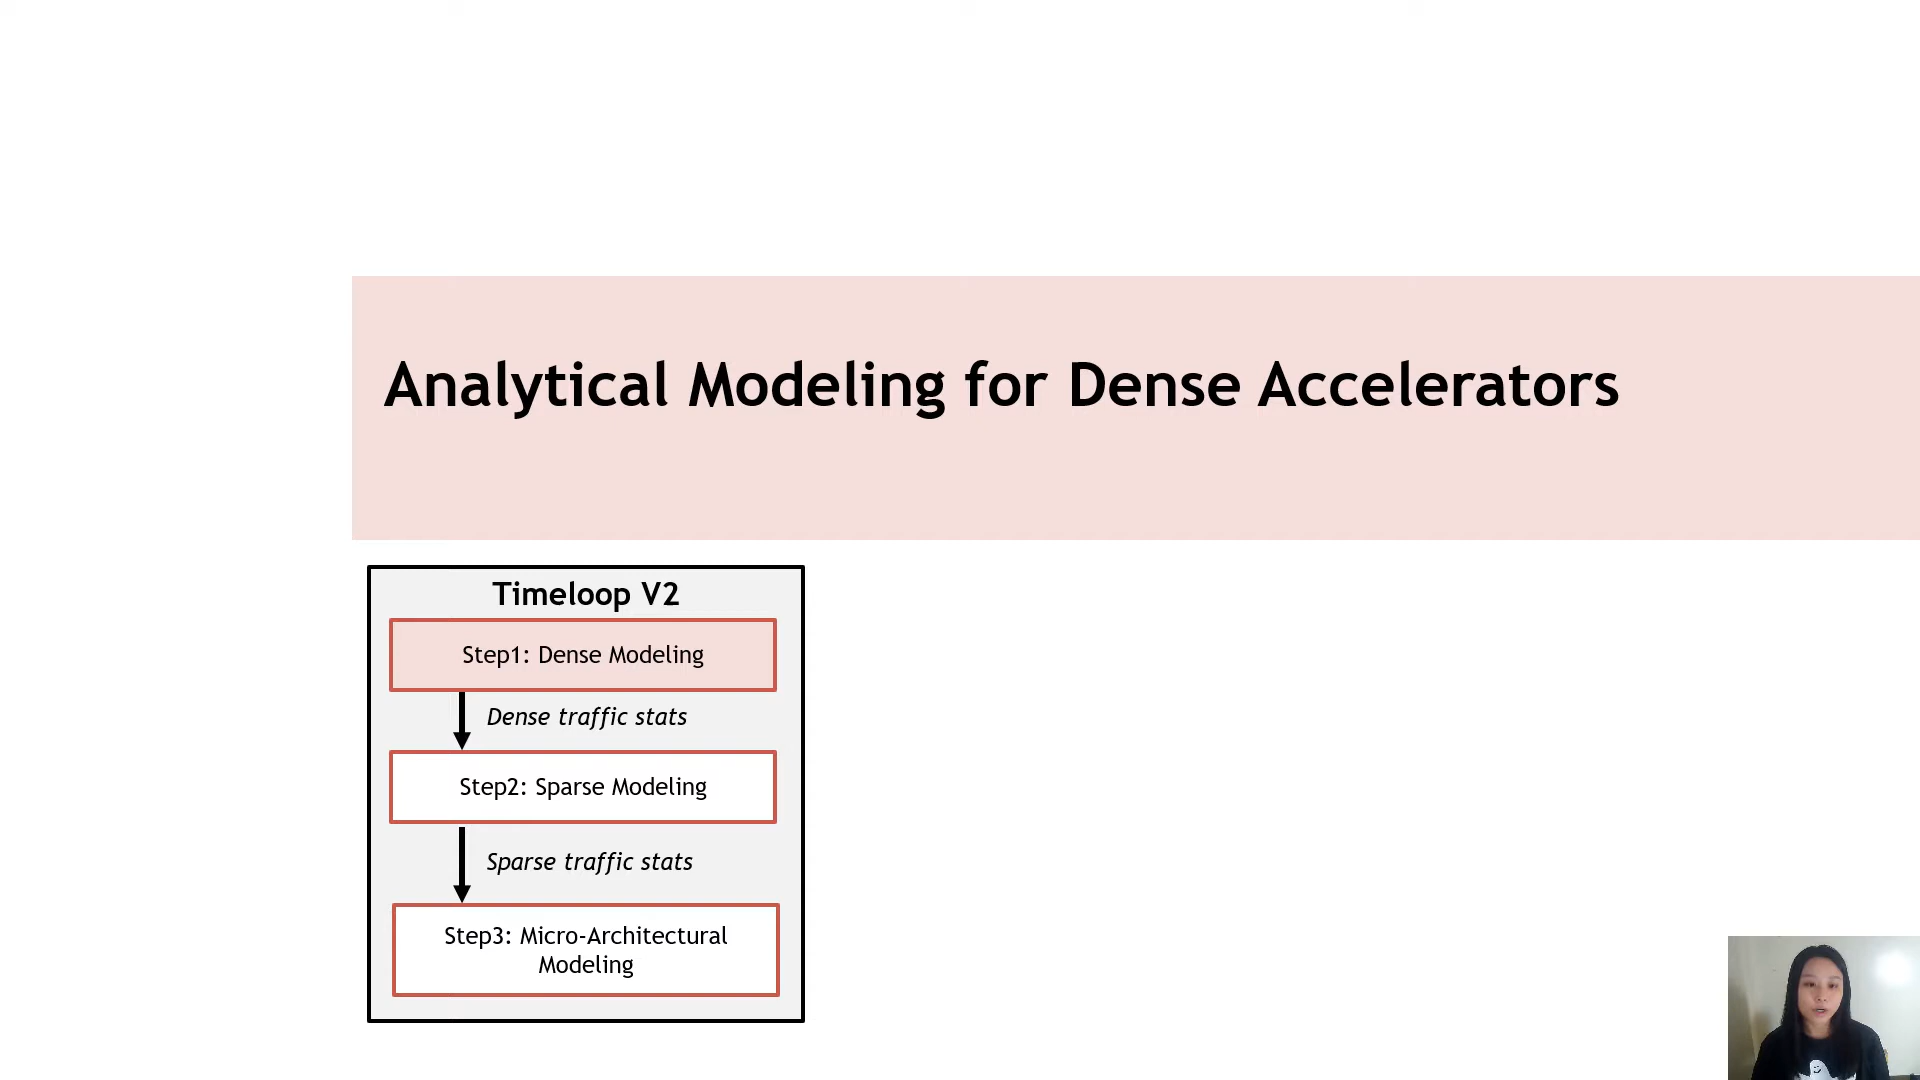 Analytical Modeling for Dense Accelerators
Timeloop V2
Step1: Dense Modeling
Dense traffic stats
Step2: Sparse Modeling
Sparse traffic stats
Step3: Micro-Architectural
Modeling